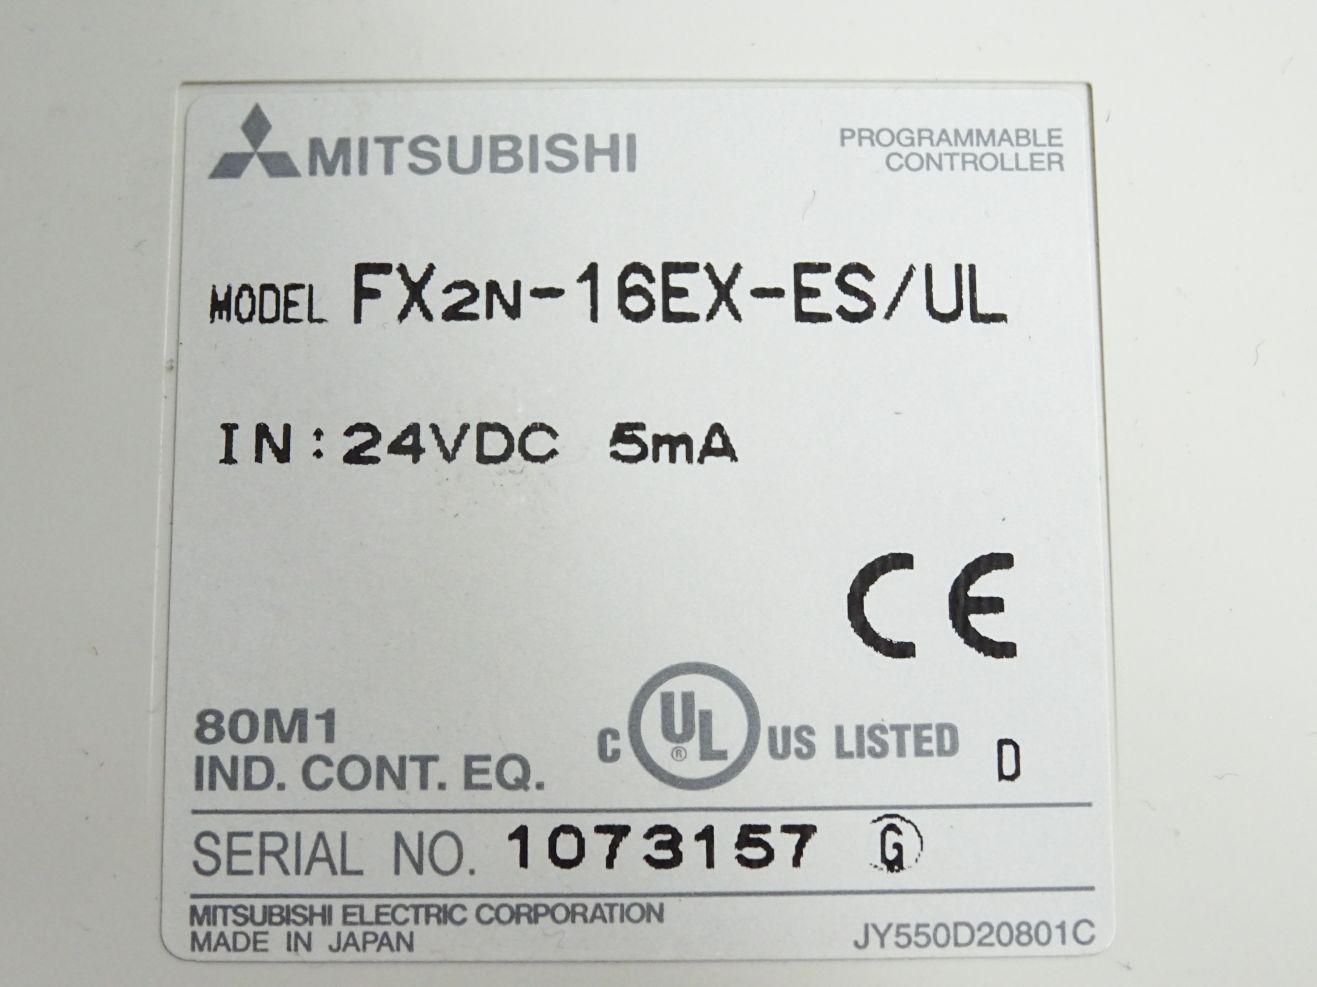 MITSUBISHI
PROGRAMMABLE
CONTROLLER
MODEL FX2N-16EX-ES/UL
IN: 24VDC 5mA
CE
80M1
IND. CONT. EQ.
C UL ® US LISTED D
SERIAL NO. 1073157 G
MITSUBISHI ELECTRIC CORPORATION
MADE IN JAPAN
JY550D20801C